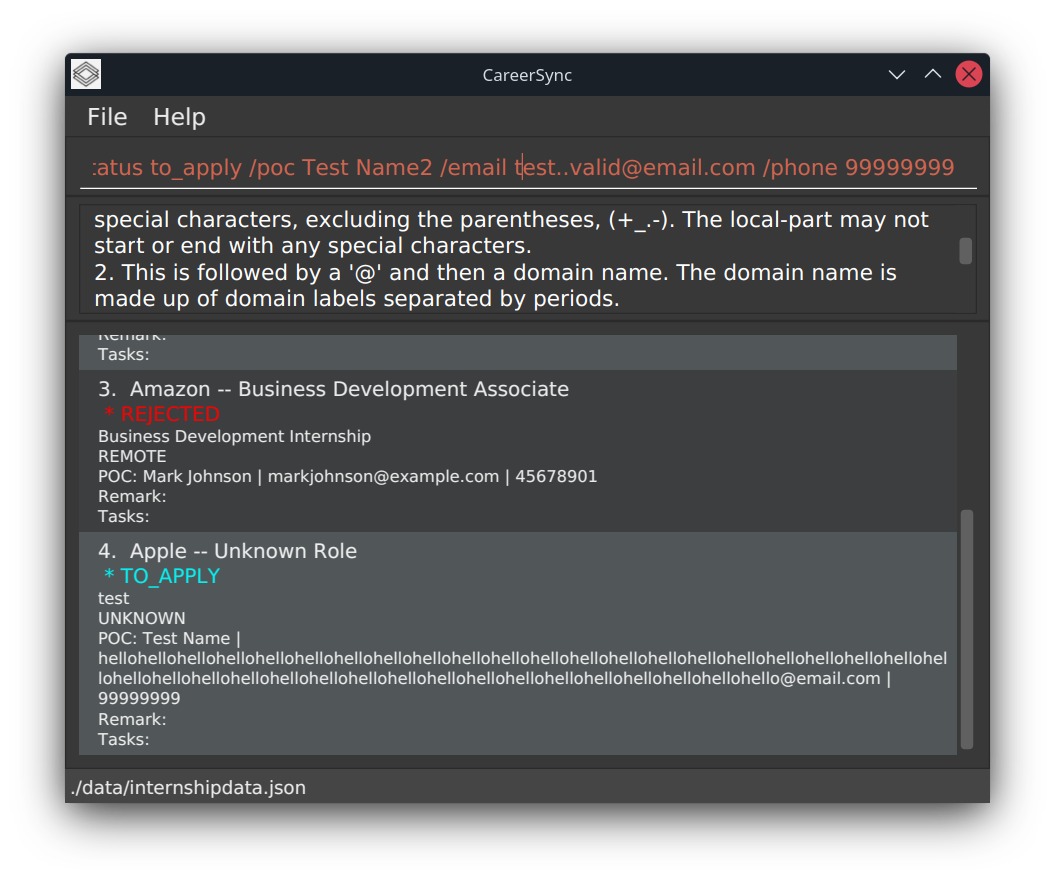 CareerSync
File Help
tatus to_apply /poc Test Name2 /email test..valid@email.com /phone 99999999
special characters, excluding the parentheses, (+_.-). The local-part may not
start or end with any special characters.
2. This is followed by a '@' and then a domain name. The domain name is
made up of domain labels separated by periods.
Remark:
Tasks:
3. Amazon -- Business Development Associate
* REJECTED
Business Development Internship
REMOTE
POC: Mark Johnson | markjohnson@example.com | 45678901
Remark:
Tasks:
4. Apple -- Unknown Role
* TO_APPLY
test
UNKNOWN
POC: Test Name |
hellohellohellohellohellohellohellohellohellohellohellohellohellohellohellohellohellohellohellohellohellohellohel
lohellohellohellohellohellohellohellohellohellohellohellohellohellohellohellohellohellohello@email.com |
99999999
Remark:
Tasks:
./data/internshipdata.json